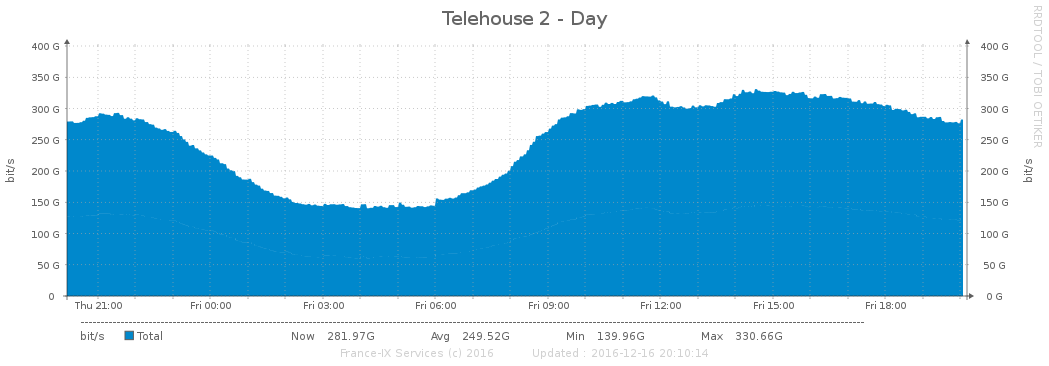 Telehouse 2 - Day
RRDTOOL / TOBI OETIKER
400 G 400 G
350 G 350 G
300 G 300 G
250 G 250 G
200 G 200 G
150 G 150 G
100 G 100 G
50 G 50 G
0 0 G
bit/s bit/s
Thu 21:00 Fri 00:00 Fri 03:00 Fri 06:00 Fri 09:00 Fri 12:00 Fri 15:00 Fri 18:00
bit/s Total Now 281.97G Avg 249.52G Min 139.96G Max 330.66G
France-IX Services (c) 2016 Updated : 2016-12-16 20:10:14